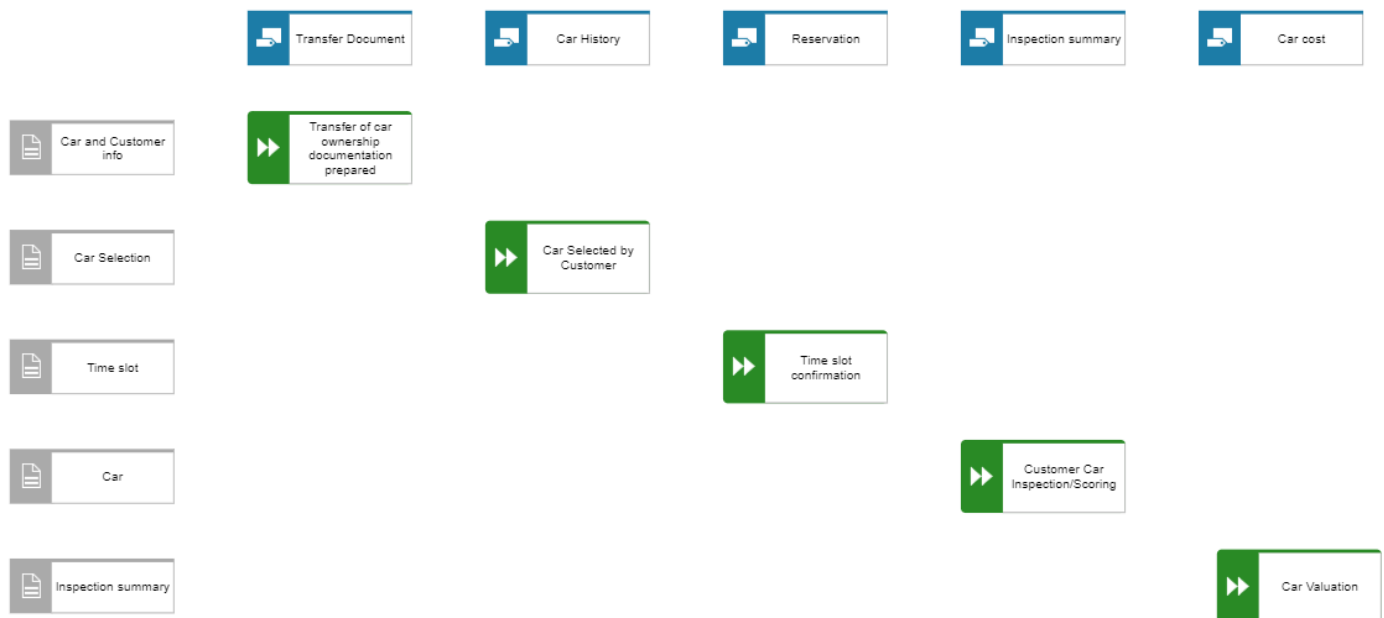 Transfer Document
Car History
Reservation
Inspection summary
Car cost
Car and Customer
info
Transfer of car
ownership
documentation
prepared
Car Selection
Car Selected by
Customer
Time slot
Time slot
confirmation
Car
Customer Car
Inspection/Scoring
Inspection summary
Car Valuation